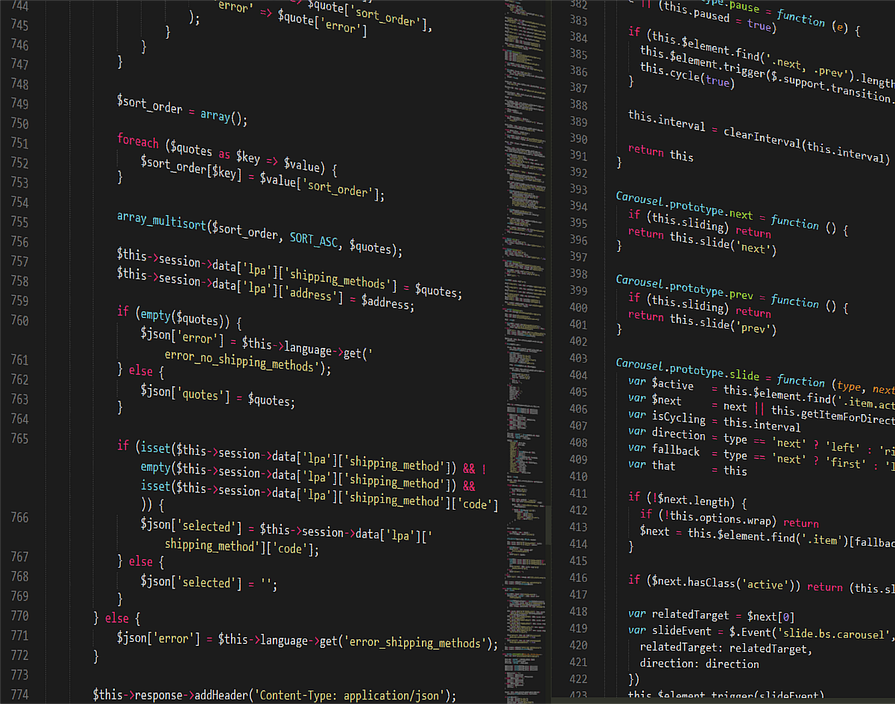 744
'error' => $quote['sort_order'],
745 $quote['error']
);
746 }
}
747 }
748
749 $sort_order = array();
750
751 foreach ($quotes as $key => $value) {
752 $sort_order[$key] = $value['sort_order'];
753 }
754
755 array_multisort($sort_order, SORT_ASC, $quotes);
756
757 $this->session->data['lpa']['shipping_methods'] = $quotes;
758 $this->session->data['lpa']['address'] = $address;
759
760 if (empty($quotes)) {
$json['error'] = $this->language->get('
761 error_no_shipping_methods');
762 } else {
763 $json['quotes'] = $quotes;
764 }
765
if (isset($this->session->data['lpa']['shipping_method']) && !
empty($this->session->data['lpa']['shipping_method']) &&
isset($this->session->data['lpa']['shipping_method']['code']
766 )) {
$json['selected'] = $this->session->data['lpa']['
767 shipping_method']['code'];
768 } else {
769 $json['selected'] = '';
770 }
771 } else {
772 $json['error'] = $this->language->get('error_shipping_methods');
773 }
774 $this->response->addHeader('Content-Type: application/json');
382 .pause = function (e) {
383 || (this.paused = true)
384
385 if (this.$element.find('.next, .prev').length
386 this.$element.trigger($.support.transition.
387 this.cycle(true)
388 }
389
390 this.interval = clearInterval(this.interval)
391
392 return this
393 }
394
395 Carousel.prototype.next = function () {
396 if (this.sliding) return
397 return this.slide('next')
398 }
399
400 Carousel.prototype.prev = function () {
401 if (this.sliding) return
402 return this.slide('prev')
403 }
404
405 Carousel.prototype.slide = function (type, next
406 var $active = this.$element.find('.item.act
407 var $next = next || this.getItemForDirect
408 var isCycling = this.interval
409 var direction = type == 'next' ? 'left' : 'ri
410 var fallback = type == 'next' ? 'first' : 'l
411 var that = this
412
413 if (!$next.length) {
414 if (!this.options.wrap) return
415 $next = this.$element.find('.item')[fallbac
416 }
417
418 if ($next.hasClass('active')) return (this.sl
419
420 var relatedTarget = $next[0]
421 var slideEvent = $.Event('slide.bs.carousel',
422 relatedTarget: relatedTarget,
423 direction: direction
})
this.$element.trigger(slideEvent)